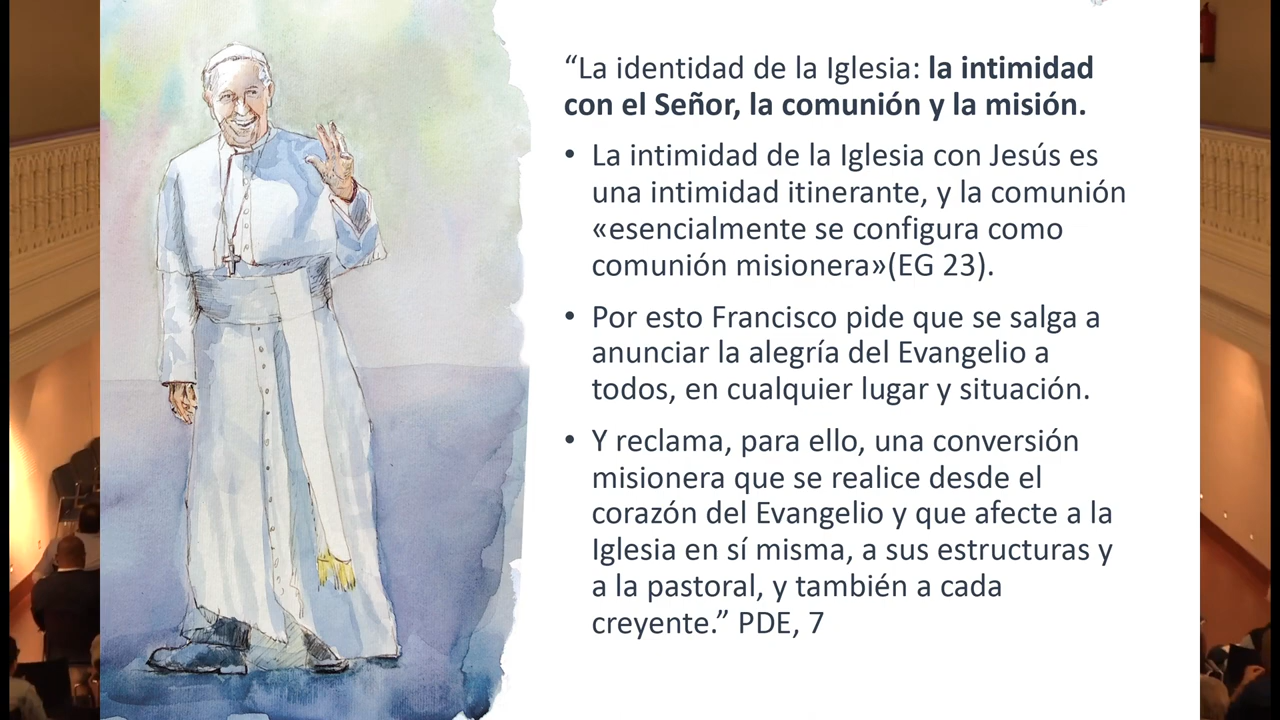 “La identidad de la Iglesia: la intimidad
con el Señor, la comunión y la misión.
• La intimidad de la Iglesia con Jesús es
una intimidad itinerante, y la comunión
«esencialmente se configura como
comunión misionera»(EG 23).
• Por esto Francisco pide que se salga a
anunciar la alegría del Evangelio a
todos, en cualquier lugar y situación.
• Y reclama, para ello, una conversión
misionera que se realice desde el
corazón del Evangelio y que afecte a la
Iglesia en sí misma, a sus estructuras y
a la pastoral, y también a cada
creyente.” PDE, 7